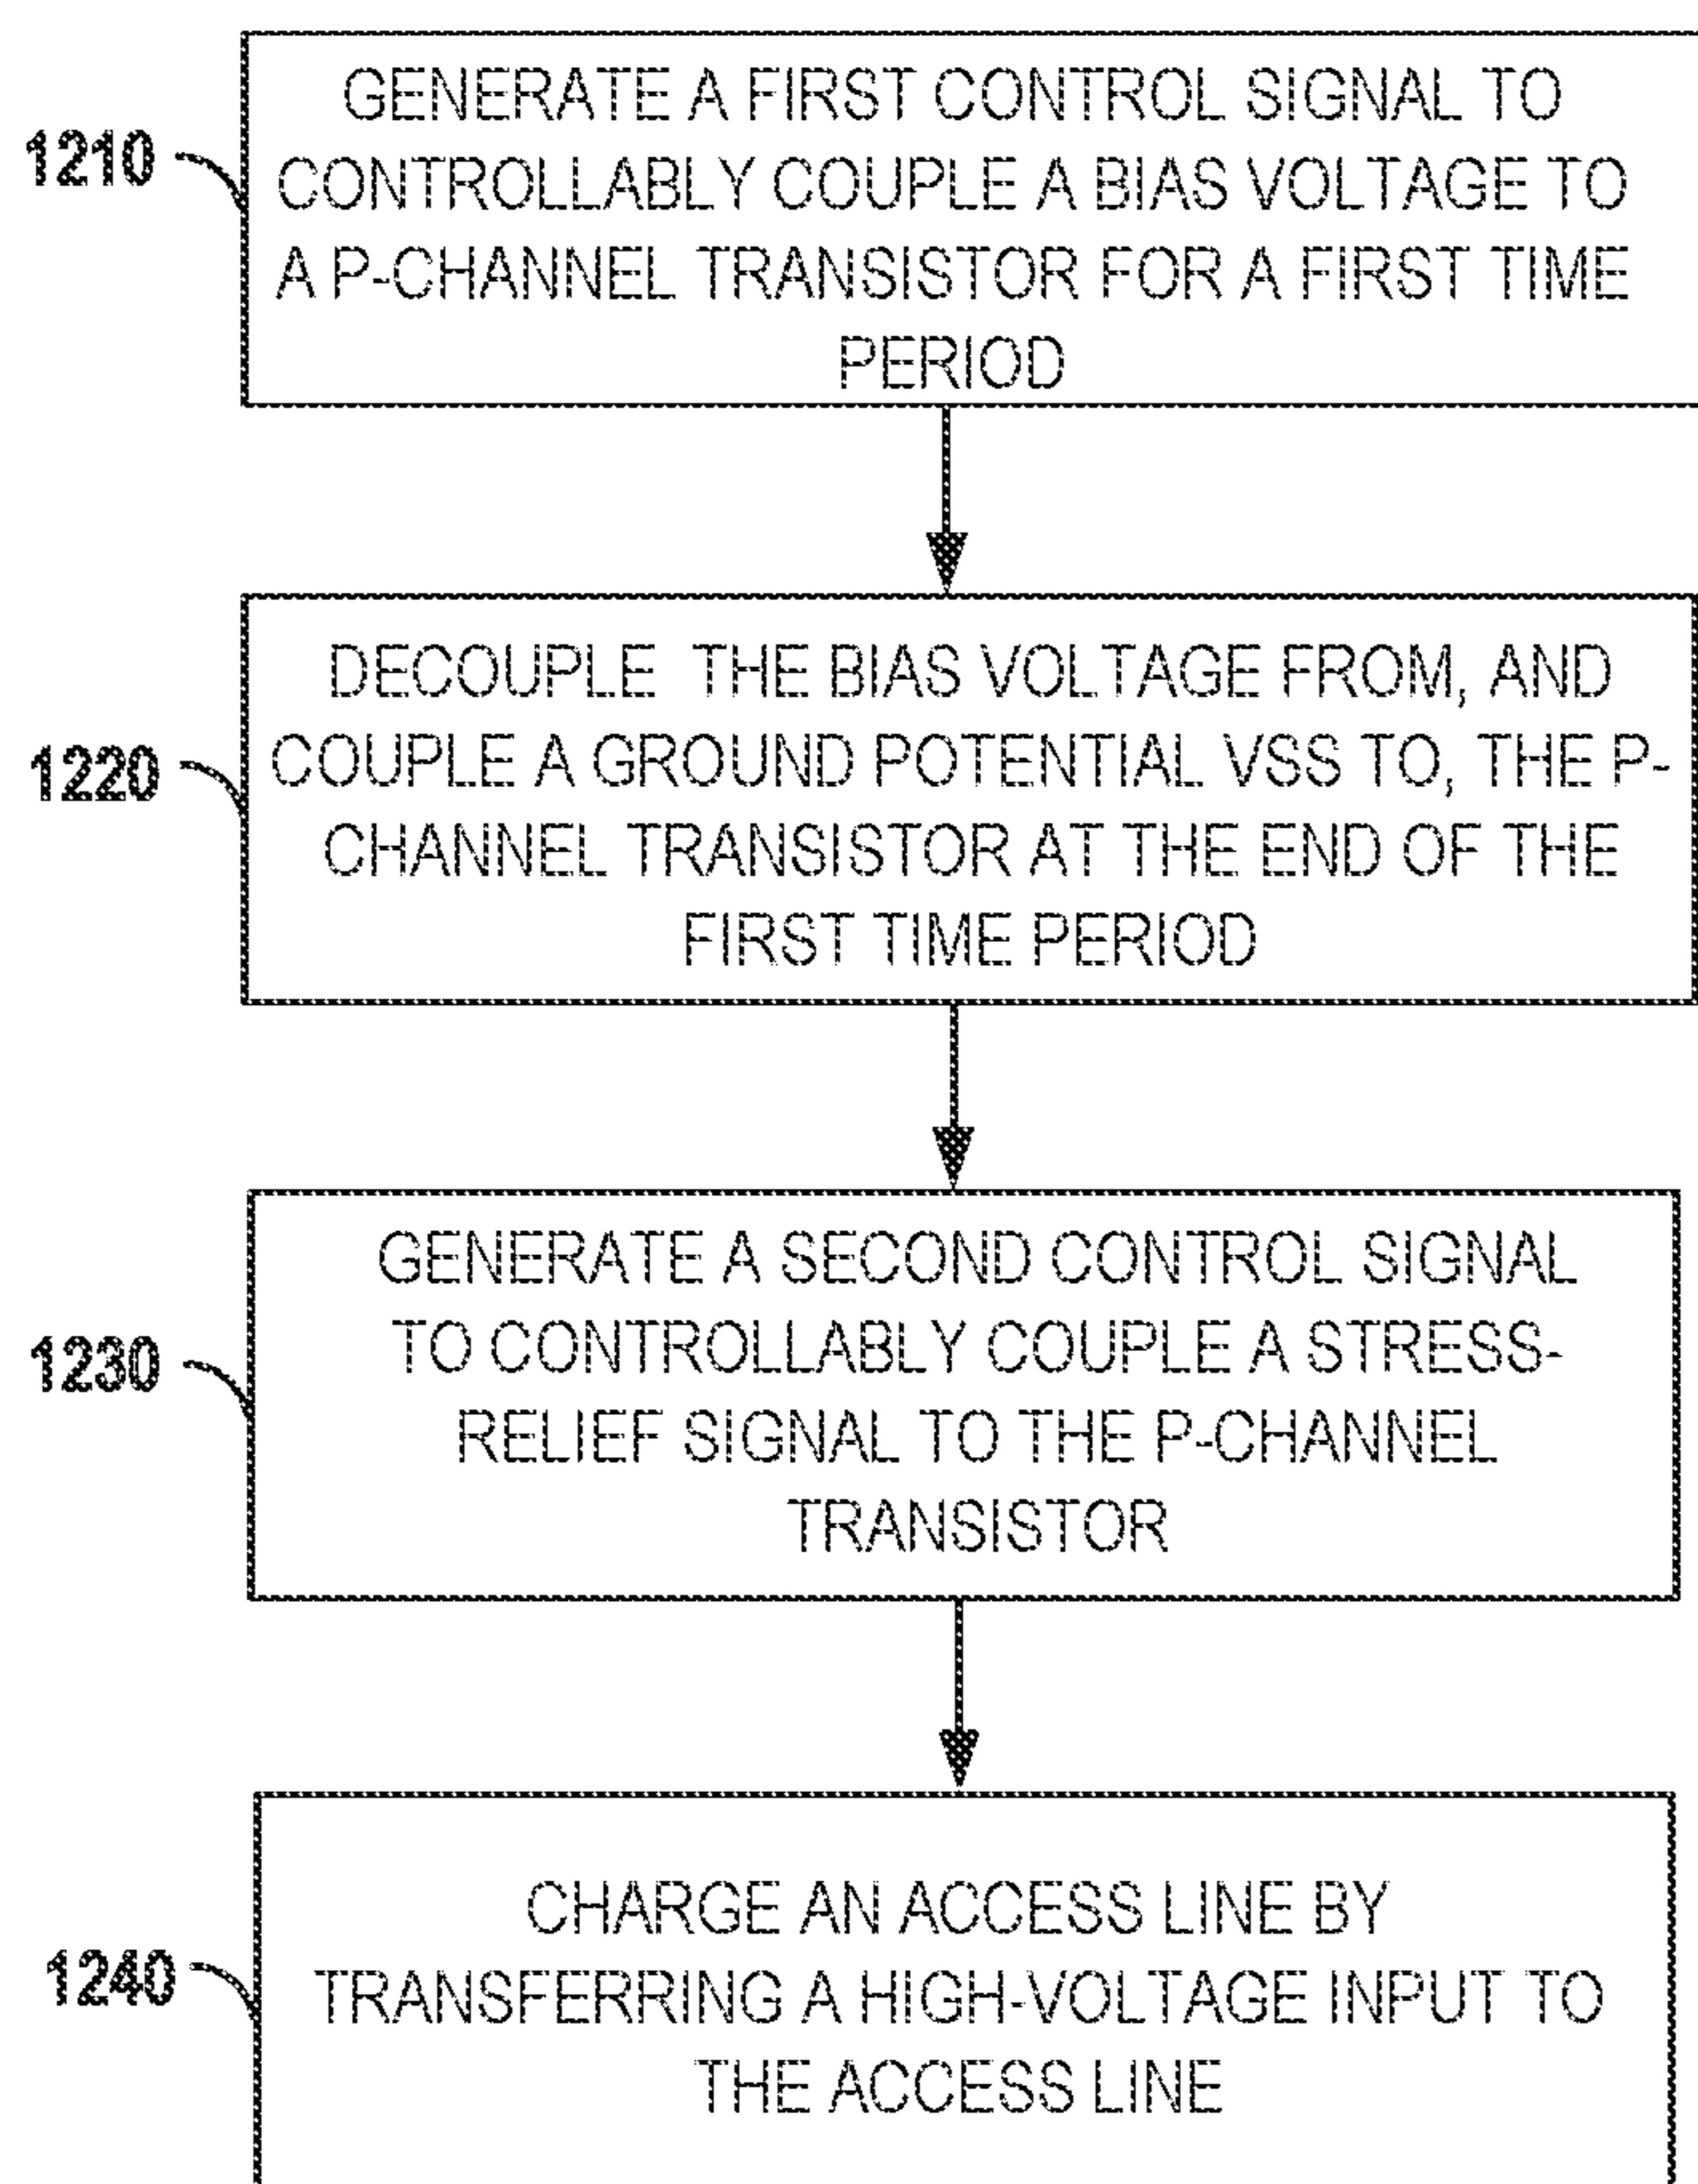 GENERATE A FIRST CONTROL SIGNAL TO
1210
CONTROLLABLY COUPLE A BIAS VOLTAGE TO
A P-CHANNEL TRANSISTOR FOR A FIRST TIME
PERIOD
DECOUPLE THE BIAS VOLTAGE FROM, AND
1220
COUPLE A GROUND POTENTIAL VSS TO, THE P-
CHANNEL TRANSISTOR AT THE END OF THE
FIRST TIME PERIOD
GENERATE A SECOND CONTROL SIGNAL
1230
TO CONTROLLABLY COUPLE A STRESS-
RELIEF SIGNAL TO THE P-CHANNEL
TRANSISTOR
CHARGE AN ACCESS LINE BY
1240
TRANSFERRING A HIGH-VOLTAGE INPUT TO
THE ACCESS LINE